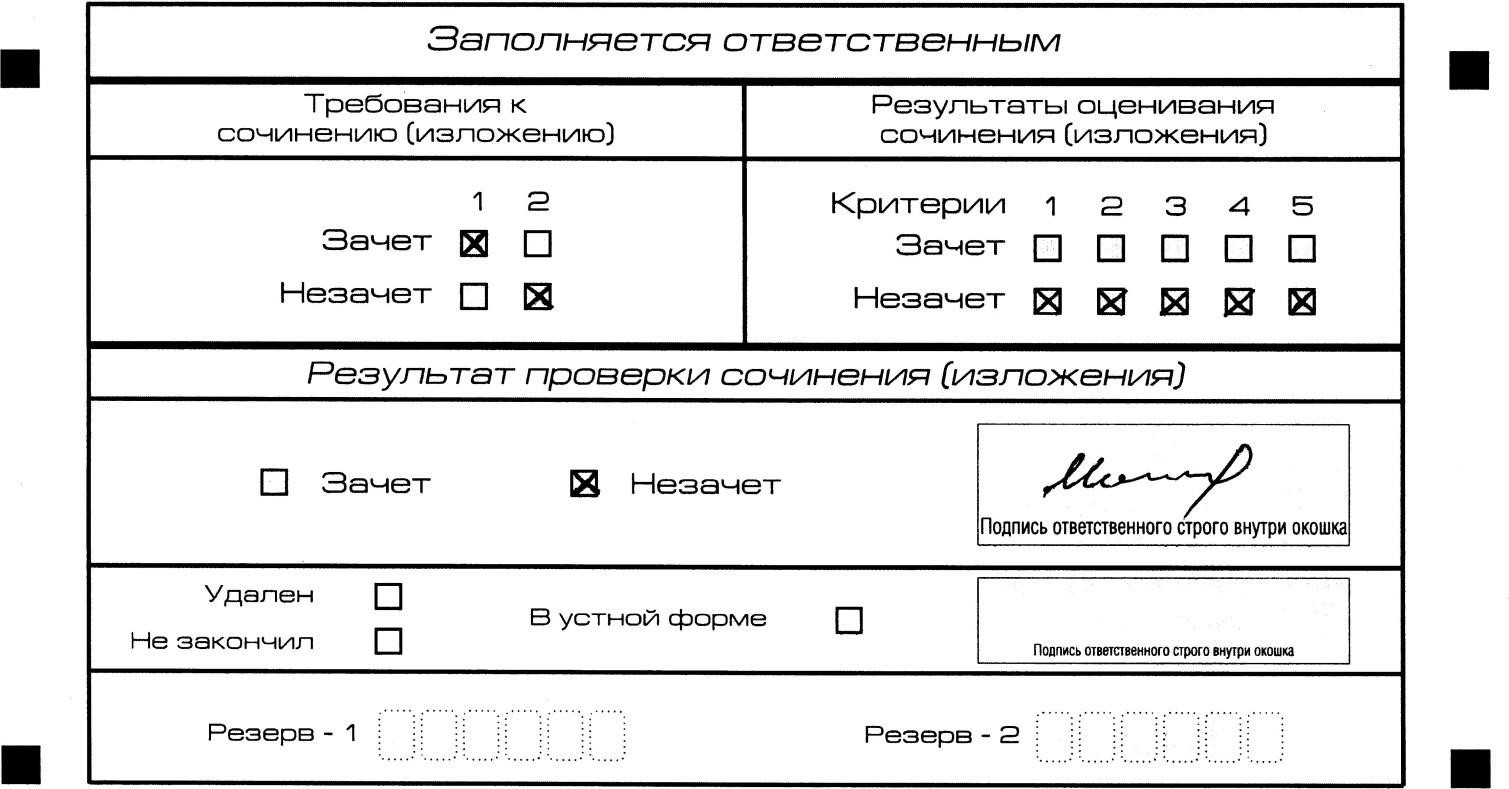 Заполняется ответственным
Требования к
сочинению (изложению)
Результаты оценивания
сочинения (изложения)
1 2
Зачет
Незачет
Критерии 1 2 3 4 5
Зачет
Незачет
Результат проверки сочинения (изложения)
Зачет Незачет
Подпись ответственного строго внутри окошка
Удален
Не закончил
В устной форме
Подпись ответственного строго внутри окошка
Резерв - 1
Резерв - 2